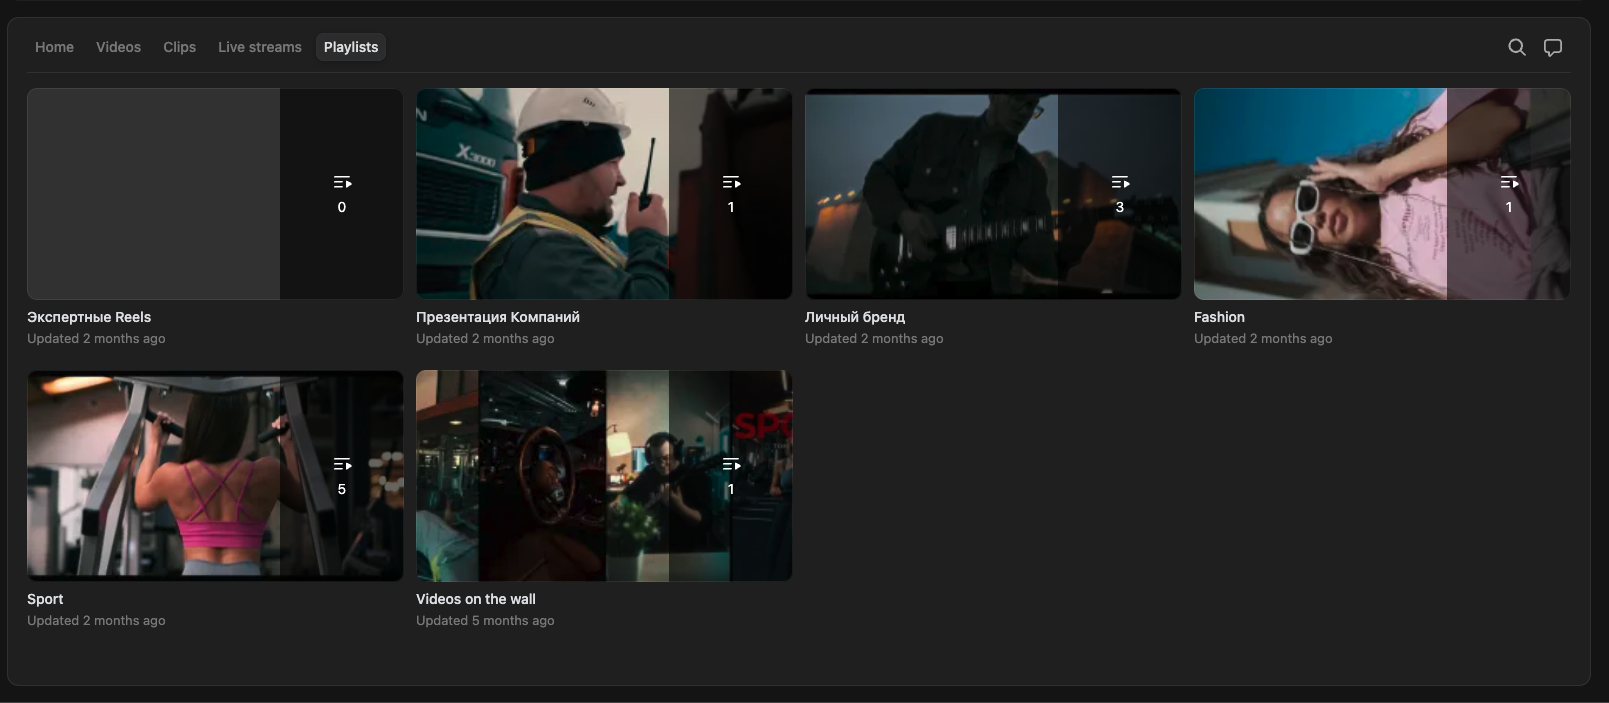 Home Videos Clips Live streams Playlists
X3000
0
1
3
1
Экспертные Reels
Updated 2 months ago
Презентация Компаний
Updated 2 months ago
Личный бренд
Updated 2 months ago
Fashion
Updated 2 months ago
SPO
5
1
Sport
Updated 2 months ago
Videos on the wall
Updated 5 months ago